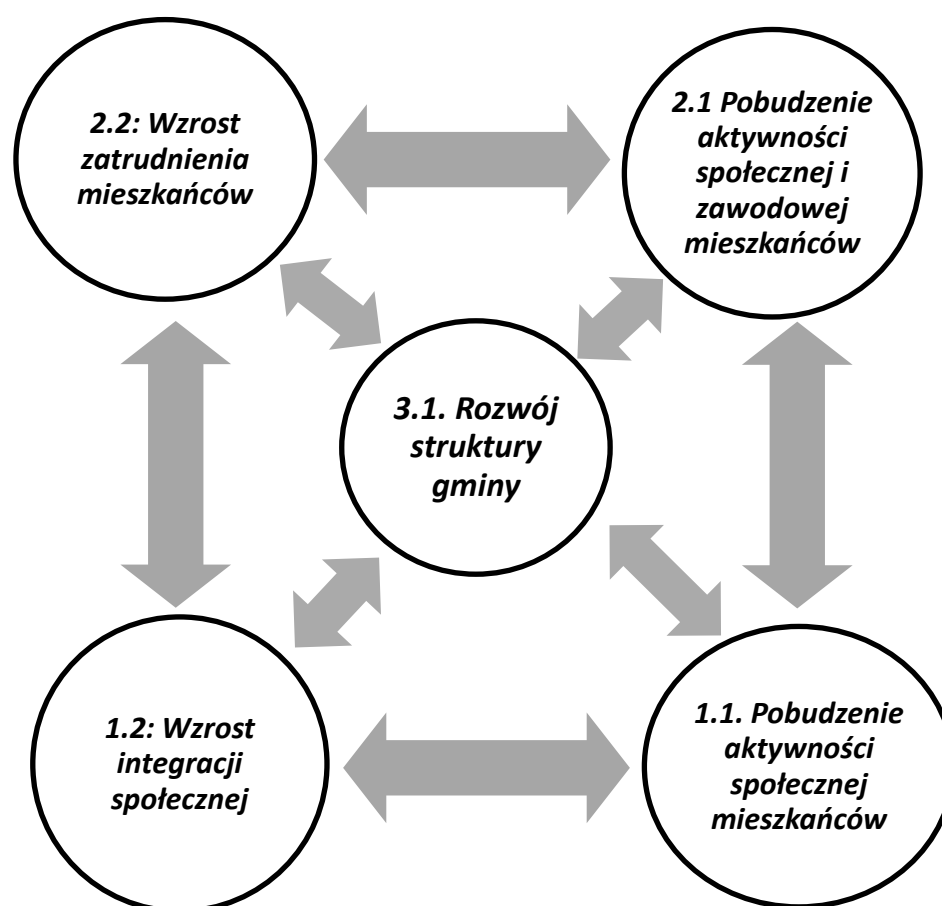 2.2: Wzrost
zatrudnienia
mieszkańców
2.1 Pobudzenie
aktywności
społecznej i
zawodowej
mieszkańców
3.1. Rozwój
struktury
gminy
1.2: Wzrost
integracji
społecznej
1.1. Pobudzenie
aktywności
społecznej
mieszkańców